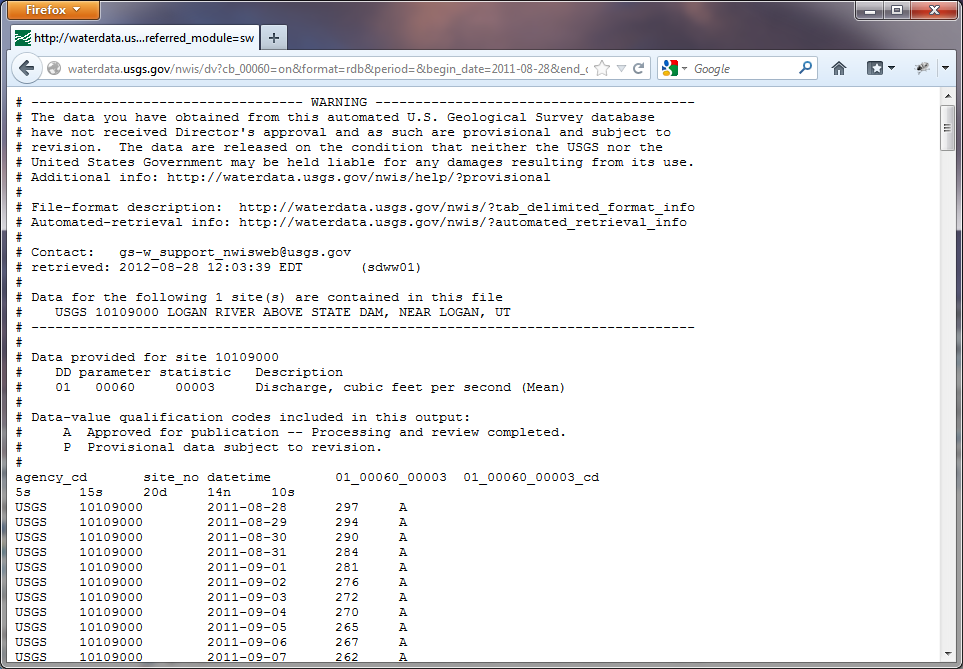 Firefox
http://waterdata.us...referred_module=sw
waterdata.usgs.gov/nwis/dv?cb_00060=on&format=rdb&period=&begin_date=2011-08-28&end_d
Google
# ---------------------------------- WARNING ----------------------------------------
# The data you have obtained from this automated U.S. Geological Survey database
# have not received Director's approval and as such are provisional and subject to
# revision.  The data are released on the condition that neither the USGS nor the
# United States Government may be held liable for any damages resulting from its use.
# Additional info: http://waterdata.usgs.gov/nwis/help/?provisional
#
# File-format description:  http://waterdata.usgs.gov/nwis/?tab_delimited_format_info
# Automated-retrieval info: http://waterdata.usgs.gov/nwis/?automated_retrieval_info
#
# Contact:   gs-w_support_nwisweb@usgs.gov
# retrieved: 2012-08-28 12:03:39 EDT       (sdww01)
#
# Data for the following 1 site(s) are contained in this file
#    USGS 10109000 LOGAN RIVER ABOVE STATE DAM, NEAR LOGAN, UT
# -----------------------------------------------------------------------------------
#
# Data provided for site 10109000
#    DD parameter statistic   Description
#    01   00060     00003     Discharge, cubic feet per second (Mean)
#
# Data-value qualification codes included in this output:
#     A  Approved for publication -- Processing and review completed.
#     P  Provisional data subject to revision.
#
agency_cd       site_no datetime        01_00060_00003  01_00060_00003_cd
5s      15s     20d     14n     10s
USGS    10109000        2011-08-28      297     A
USGS    10109000        2011-08-29      294     A
USGS    10109000        2011-08-30      290     A
USGS    10109000        2011-08-31      284     A
USGS    10109000        2011-09-01      281     A
USGS    10109000        2011-09-02      276     A
USGS    10109000        2011-09-03      272     A
USGS    10109000        2011-09-04      270     A
USGS    10109000        2011-09-05      265     A
USGS    10109000        2011-09-06      267     A
USGS    10109000        2011-09-07      262     A